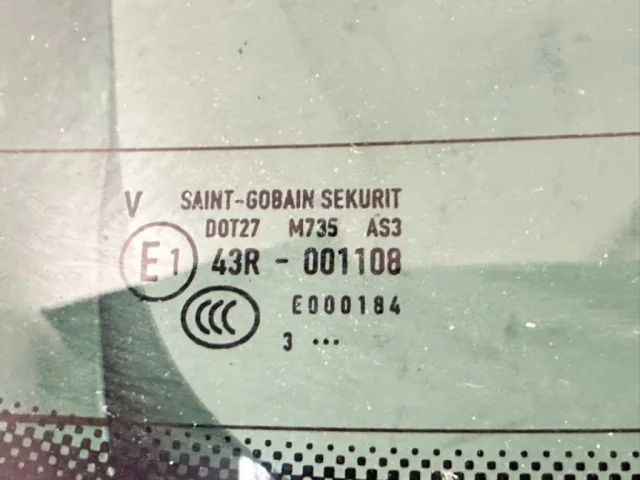 V SAINT-GOBAIN SEKURIT
DOT27 M735 AS3
E1 43R - 001108
CCC E000184
3 ...